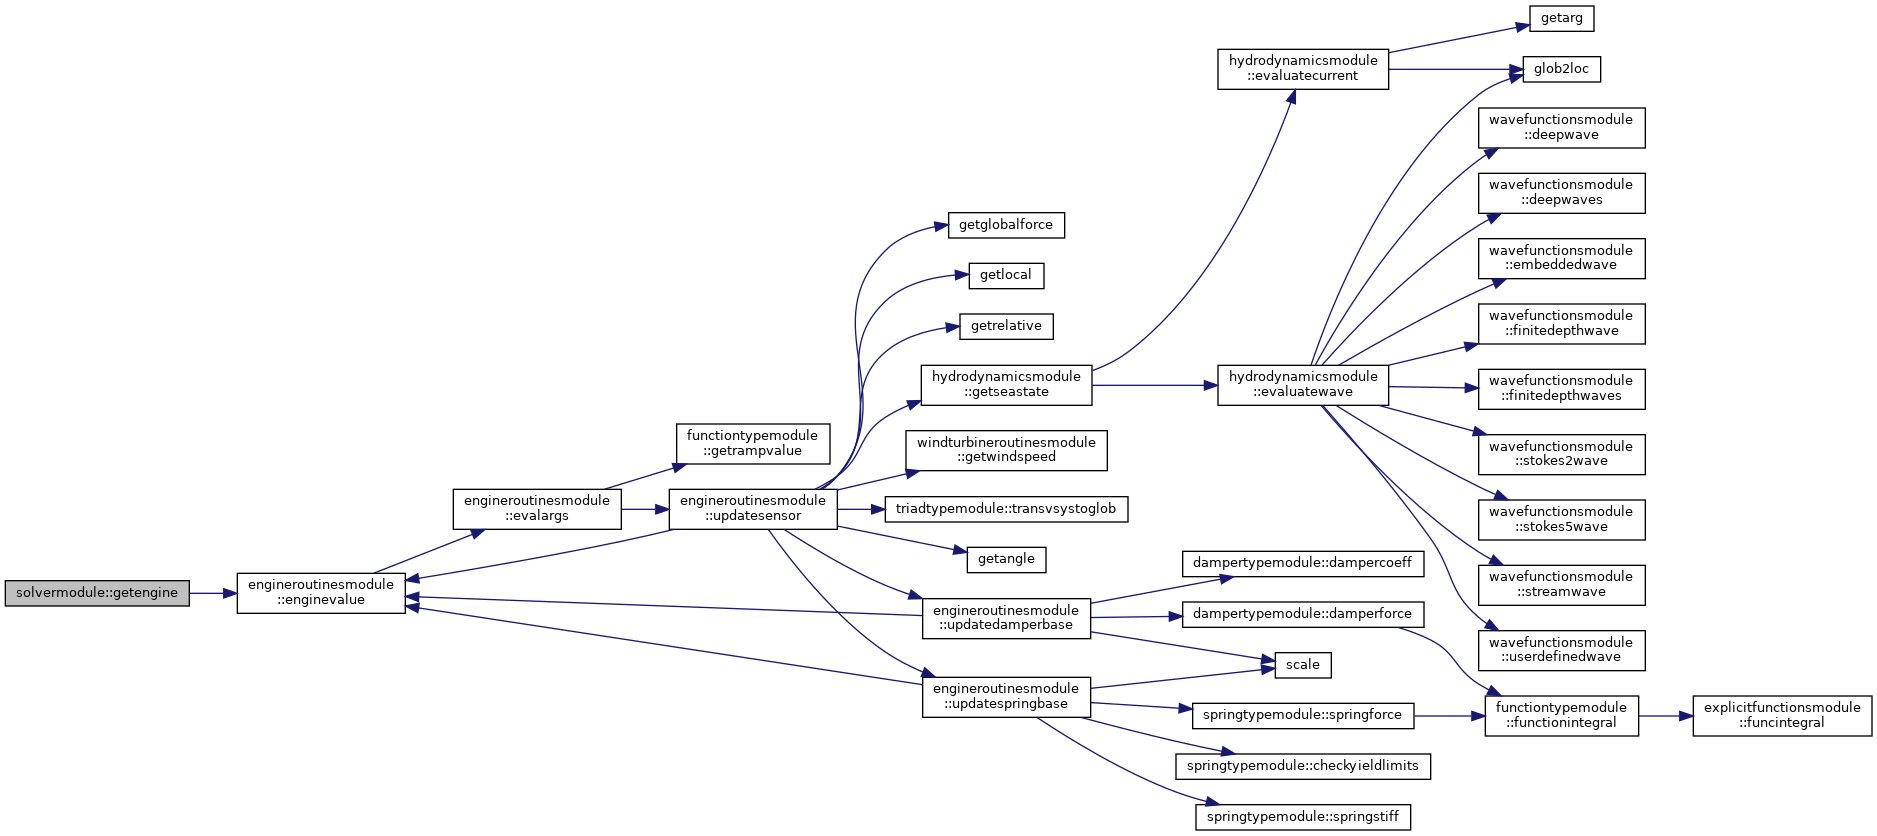 getarg
hydrodynamicsmodule
::evaluatecurrent
glob2loc
wavefunctionsmodule
::deepwave
wavefunctionsmodule
::deepwaves
getglobalforce
wavefunctionsmodule
::embeddedwave
getlocal
getrelative
wavefunctionsmodule
::finitedepthwave
hydrodynamicsmodule
::getseastate
hydrodynamicsmodule
::evaluatewave
wavefunctionsmodule
::finitedepthwaves
functiontypemodule
::getrampvalue
windturbineroutinesmodule
::getwindspeed
wavefunctionsmodule
::stokes2wave
engineroutinesmodule
::evalargs
engineroutinesmodule
::updatesensor
triadtypemodule::transvsystoglob
wavefunctionsmodule
::stokes5wave
getangle
dampertypemodule::dampercoeff
solvermodule::getengine
engineroutinesmodule
::enginevalue
wavefunctionsmodule
::streamwave
engineroutinesmodule
::updatedamperbase
dampertypemodule::damperforce
wavefunctionsmodule
::userdefinedwave
scale
engineroutinesmodule
::updatespringbase
springtypemodule::springforce
functiontypemodule
::functionintegral
explicitfunctionsmodule
::funcintegral
springtypemodule::checkyieldlimits
springtypemodule::springstiff